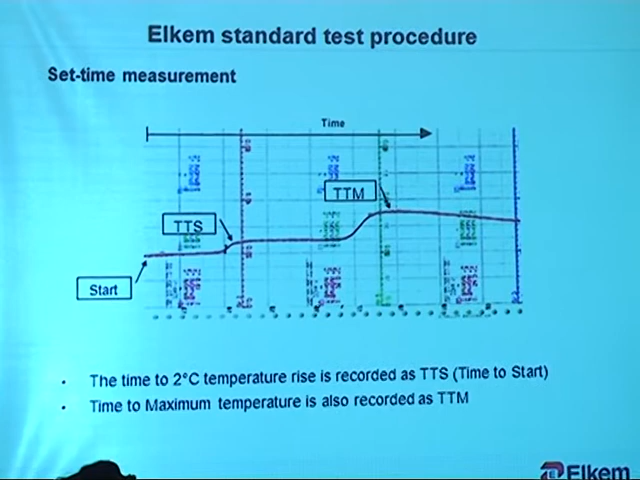 Elkem standard test procedure
Set-time measurement
Time
TTM
TTS
Start
• The time to 2°C temperature rise is recorded as TTS (Time to Start)
• Time to Maximum temperature is also recorded as TTM
Elkem